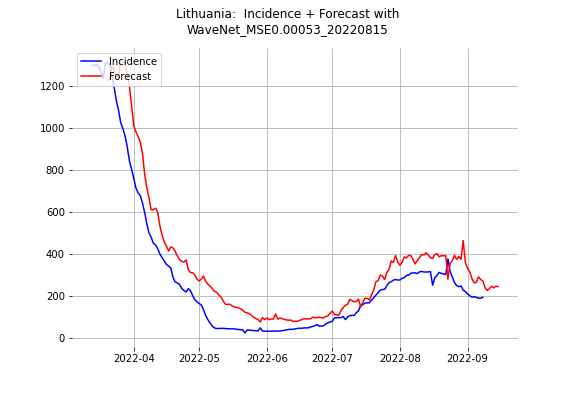 Lithuania:  Incidence + Forecast with
WaveNet_MSE0.00053_20220815
Incidence
Forecast
1200
1000
800
600
400
200
0
2022-04 2022-05 2022-06 2022-07 2022-08 2022-09